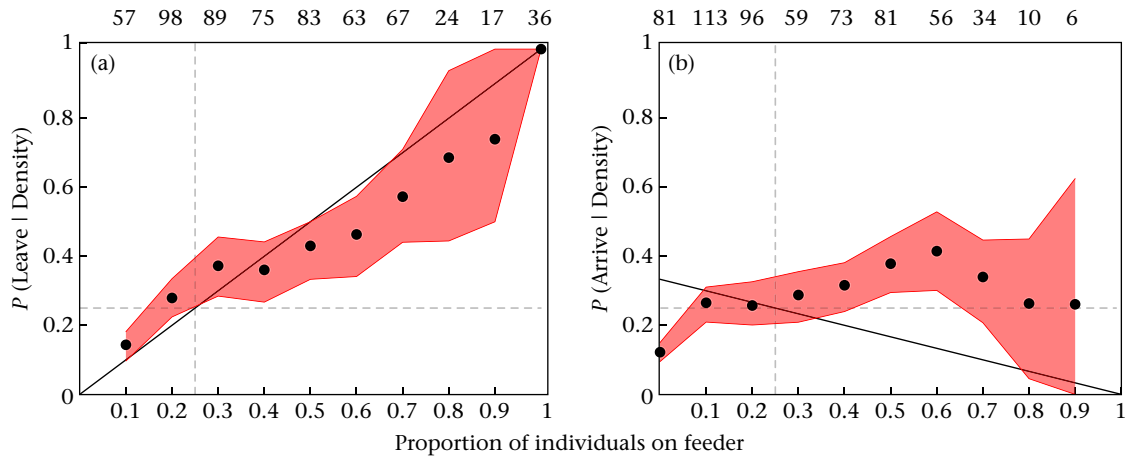 57 98 89 75 83 63 67 24 17 36
81 113 96 59 73 81 56 34 10 6
(a)
P (Leave | Density)
1
0.8
0.6
0.4
0.2
0
0.1 0.2 0.3 0.4 0.5 0.6 0.7 0.8 0.9 1
(b)
P (Arrive | Density)
1
0.8
0.6
0.4
0.2
0
0.1 0.2 0.3 0.4 0.5 0.6 0.7 0.8 0.9 1
Proportion of individuals on feeder